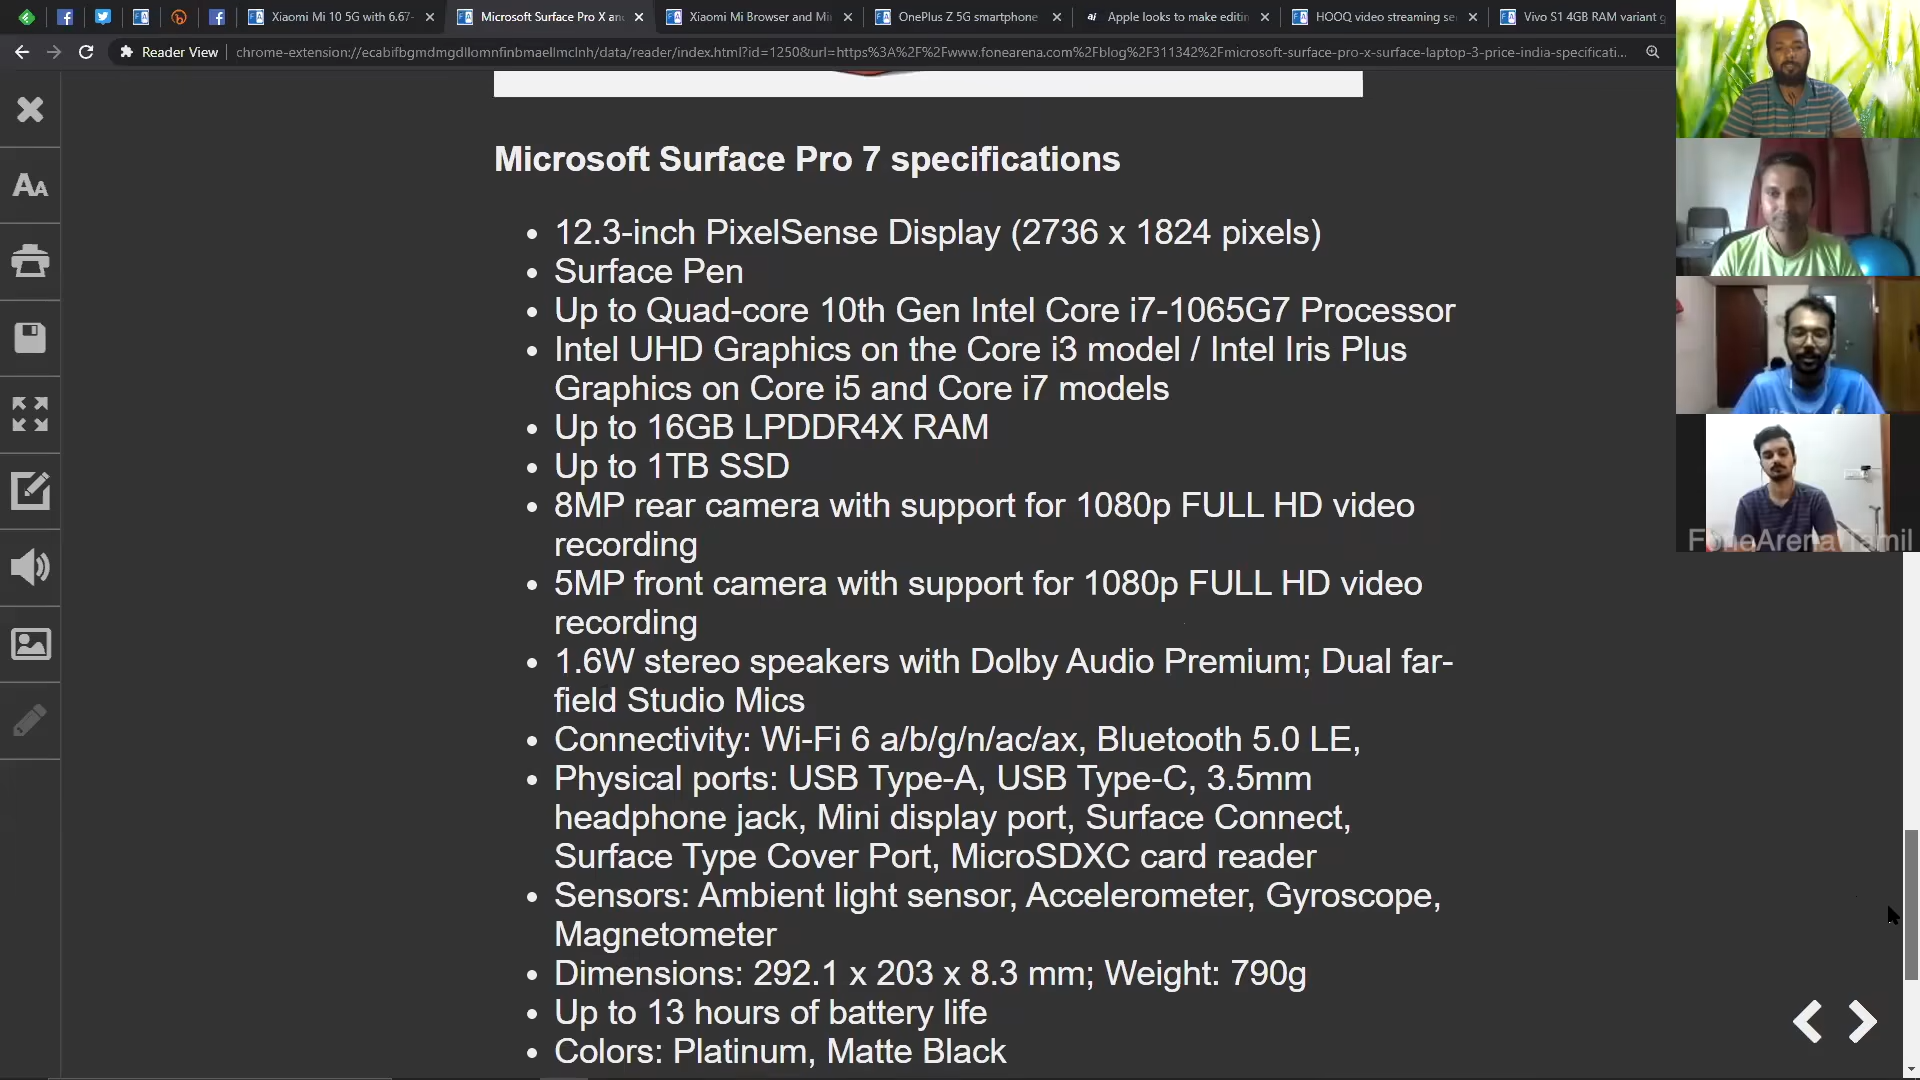 Xiaomi Mi 10 5G with 6.67-
Microsoft Surface Pro X an
Xiaomi Mi Browser and Mi
OnePlus Z 5G smartphone
Apple looks to make editin
HOOQ video streaming se
Vivo S1 4GB RAM variant g
Reader View
chrome-extension://ecabifbgmdmgdllomnfinbmaellmclnh/data/reader/index.html?id=1250&url=https%3A%2F%2Fwww.fonearena.com%2Fblog%2F311342%2Fmicrosoft-surface-pro-x-surface-laptop-3-price-india-specificati...
AA
Microsoft Surface Pro 7 specifications
• 12.3-inch PixelSense Display (2736 x 1824 pixels)
• Surface Pen
• Up to Quad-core 10th Gen Intel Core i7-1065G7 Processor
• Intel UHD Graphics on the Core i3 model / Intel Iris Plus
Graphics on Core i5 and Core i7 models
• Up to 16GB LPDDR4X RAM
• Up to 1TB SSD
• 8MP rear camera with support for 1080p FULL HD video
recording
• 5MP front camera with support for 1080p FULL HD video
recording
• 1.6W stereo speakers with Dolby Audio Premium; Dual far-
field Studio Mics
• Connectivity: Wi-Fi 6 a/b/g/n/ac/ax, Bluetooth 5.0 LE,
• Physical ports: USB Type-A, USB Type-C, 3.5mm
headphone jack, Mini display port, Surface Connect,
Surface Type Cover Port, MicroSDXC card reader
• Sensors: Ambient light sensor, Accelerometer, Gyroscope,
Magnetometer
• Dimensions: 292.1 x 203 x 8.3 mm; Weight: 790g
• Up to 13 hours of battery life
• Colors: Platinum, Matte Black
FoneArena Tamil